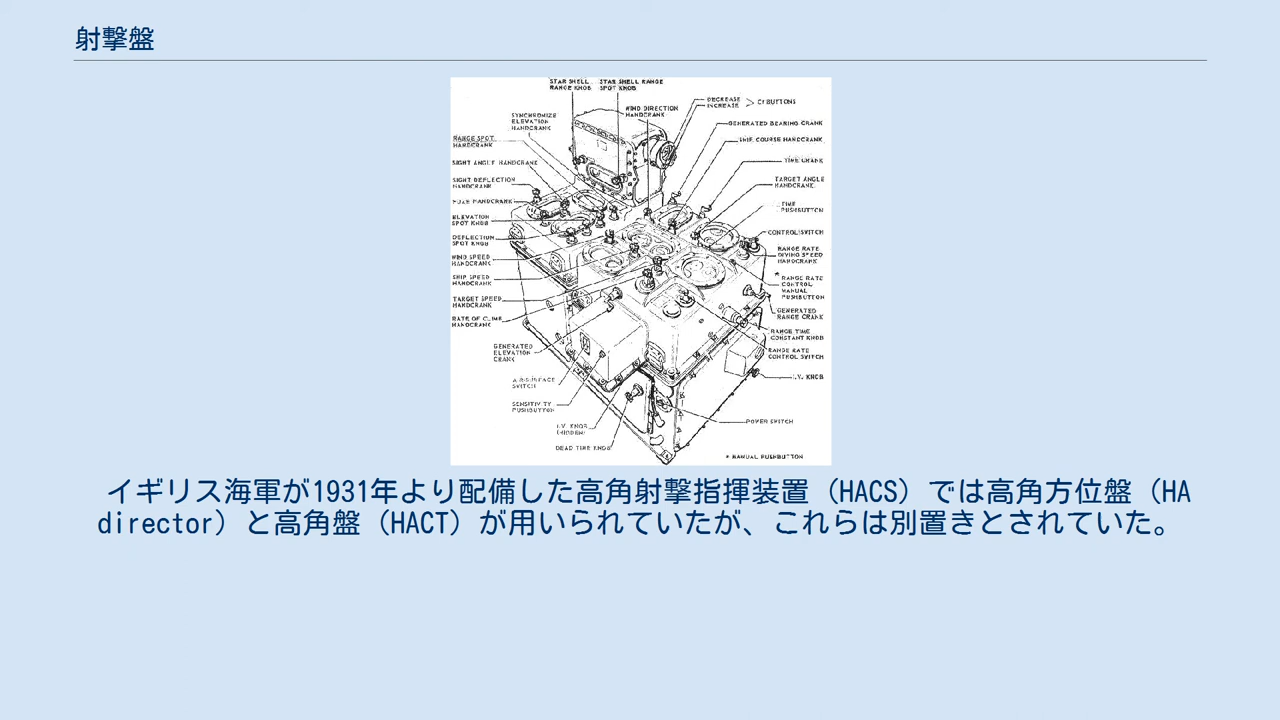 射撃盤
STAR SHELL RANGE KNOB
STAR SHELL RANGE SPOT KNOB
WIND DIRECTION HANDCRANK
DECREASE
INCREASE
BUTTONS
SYNCHRONIZE ELEVATION HANDCRANK
GENERATED BEARING CRANK
RANGE SPOT HANDCRANK
COURSE HANDCRANK
SIGHT ANGLE HANDCRANK
TIME CRANK
SIGHT DEFLECTION HANDCRANK
TARGET ANGLE HANDCRANK
FUZE HANDCRANK
TIME PUSHBUTTON
ELEVATION SPOT KNOB
CONTROL SWITCH
DEFLECTION SPOT KNOB
RANGE RATE DIVING SPEED HANDCRANK
WIND SPEED HANDCRANK
* RANGE RATE CONTROL MANUAL PUSHBUTTON
SHIP SPEED HANDCRANK
TARGET SPEED HANDCRANK
GENERATED RANGE CRANK
RATE OF CLIMB HANDCRANK
RANGE TIME CONSTANT KNOB
GENERATED ELEVATION CRANK
RANGE RATE CONTROL SWITCH
SWITCH
I.V. KNOB
SENSITIVITY PUSHBUTTON
I.V. KNOB (HIDDEN)
POWER SWITCH
DEAD TIME KNOB
* MANUAL PUSHBUTTON
イギリス海軍が1931年より配備した高角射撃指揮装置（HACS）では高角方位盤（HA
director）と高角盤（HACT）が用いられていたが、これらは別置きとされていた。